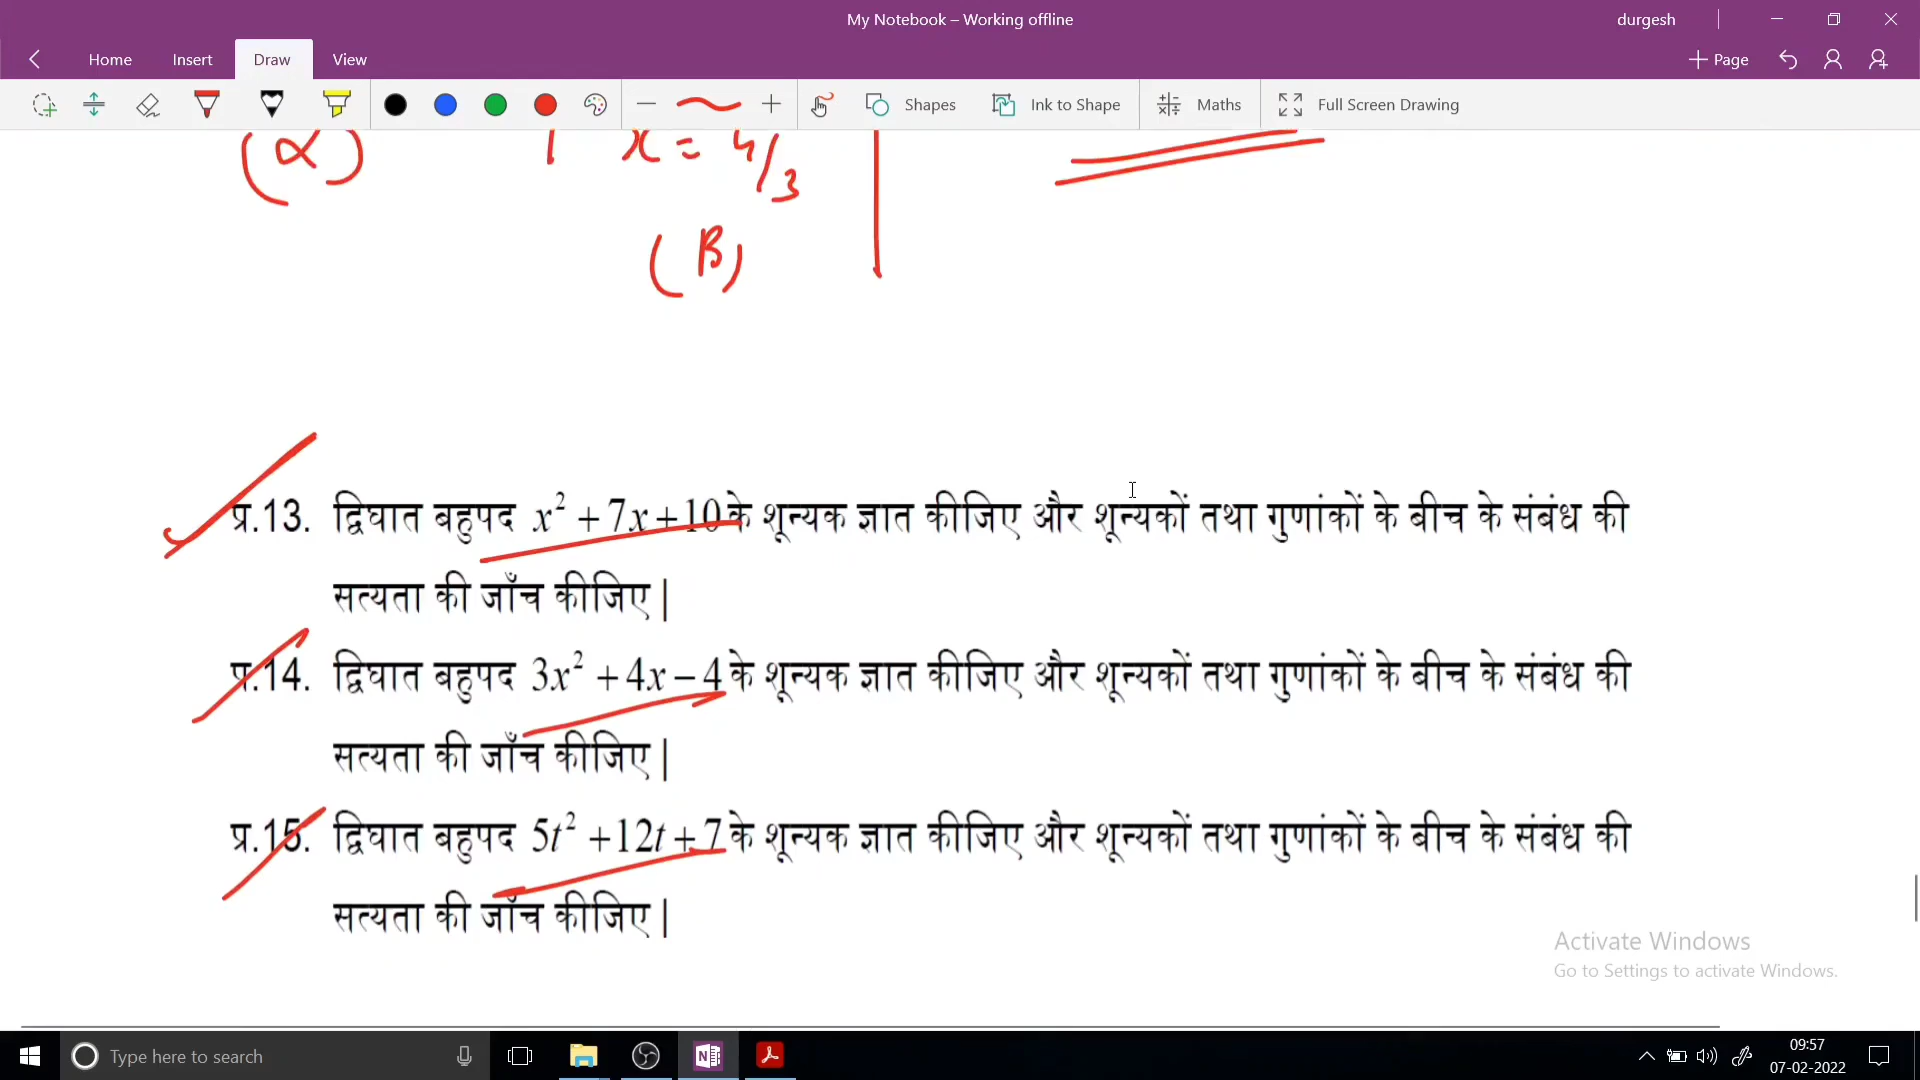 My Notebook – Working offline
durgesh
Home Insert Draw View
Page
Shapes Ink to Shape Maths Full Screen Drawing
(α) x = 4/3
(β)
प्र.13. द्विघात बहुपद x² + 7x + 10 के शून्यक ज्ञात कीजिए और शून्यकों तथा गुणांकों के बीच के संबंध की
सत्यता की जाँच कीजिए |
प्र.14. द्विघात बहुपद 3x² + 4x − 4 के शून्यक ज्ञात कीजिए और शून्यकों तथा गुणांकों के बीच के संबंध की
सत्यता की जाँच कीजिए |
प्र.15. द्विघात बहुपद 5t² + 12t + 7 के शून्यक ज्ञात कीजिए और शून्यकों तथा गुणांकों के बीच के संबंध की
सत्यता की जाँच कीजिए |
Activate Windows
Go to Settings to activate Windows.
Type here to search
09:57
07-02-2022